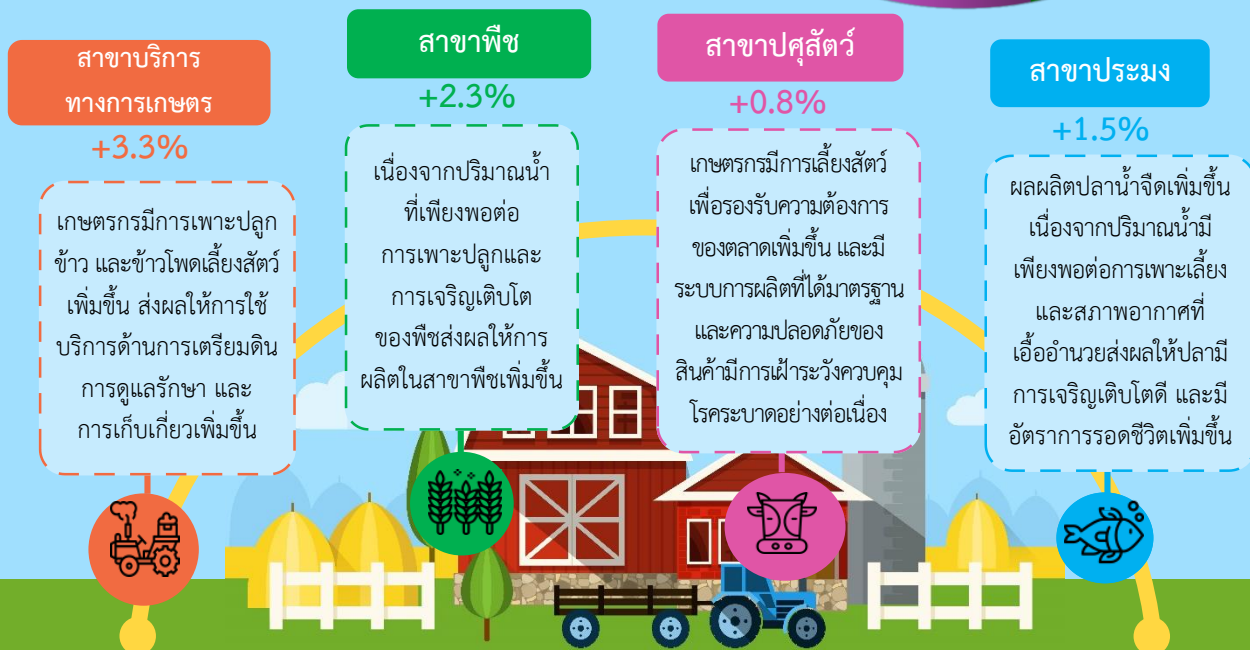 สาขาบริการ
ทางการเกษตร
+3.3%
เกษตรกรมีการเพาะปลูก
ข้าว และข้าวโพดเลี้ยงสัตว์
เพิ่มขึ้น ส่งผลให้การใช้
บริการด้านการเตรียมดิน
การดูแลรักษา และ
การเก็บเกี่ยวเพิ่มขึ้น
สาขาพืช
+2.3%
เนื่องจากปริมาณน้ำ
ที่เพียงพอต่อ
การเพาะปลูกและ
การเจริญเติบโต
ของพืชส่งผลให้การ
ผลิตในสาขาพืชเพิ่มขึ้น
สาขาปศุสัตว์
+0.8%
เกษตรกรมีการเลี้ยงสัตว์
เพื่อรองรับความต้องการ
ของตลาดเพิ่มขึ้น และมี
ระบบการผลิตที่ได้มาตรฐาน
และความปลอดภัยของ
สินค้ามีการเฝ้าระวังควบคุม
โรคระบาดอย่างต่อเนื่อง
สาขาประมง
+1.5%
ผลผลิตปลาน้ำจืดเพิ่มขึ้น
เนื่องจากปริมาณน้ำมี
เพียงพอต่อการเพาะเลี้ยง
และสภาพอากาศที่
เอื้ออำนวยส่งผลให้ปลามี
การเจริญเติบโตดี และมี
อัตราการรอดชีวิตเพิ่มขึ้น